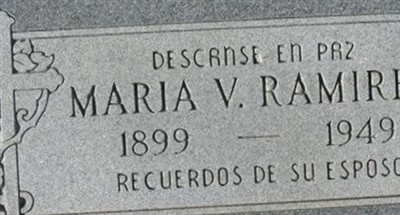 DESCANSE EN PAZ
MARIA V. RAMIRE
1899 — 1949
RECUERDOS DE SU ESPOSO